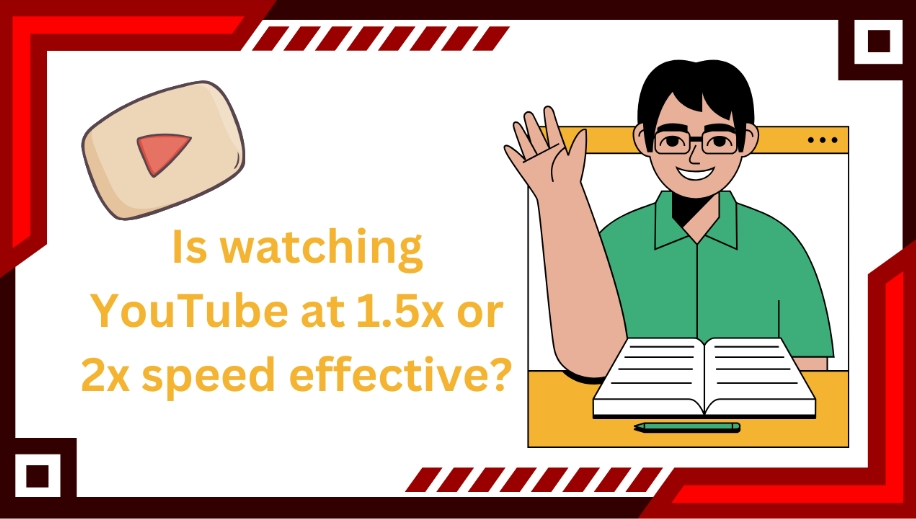 Is watching
YouTube at 1.5x or
2x speed effective?